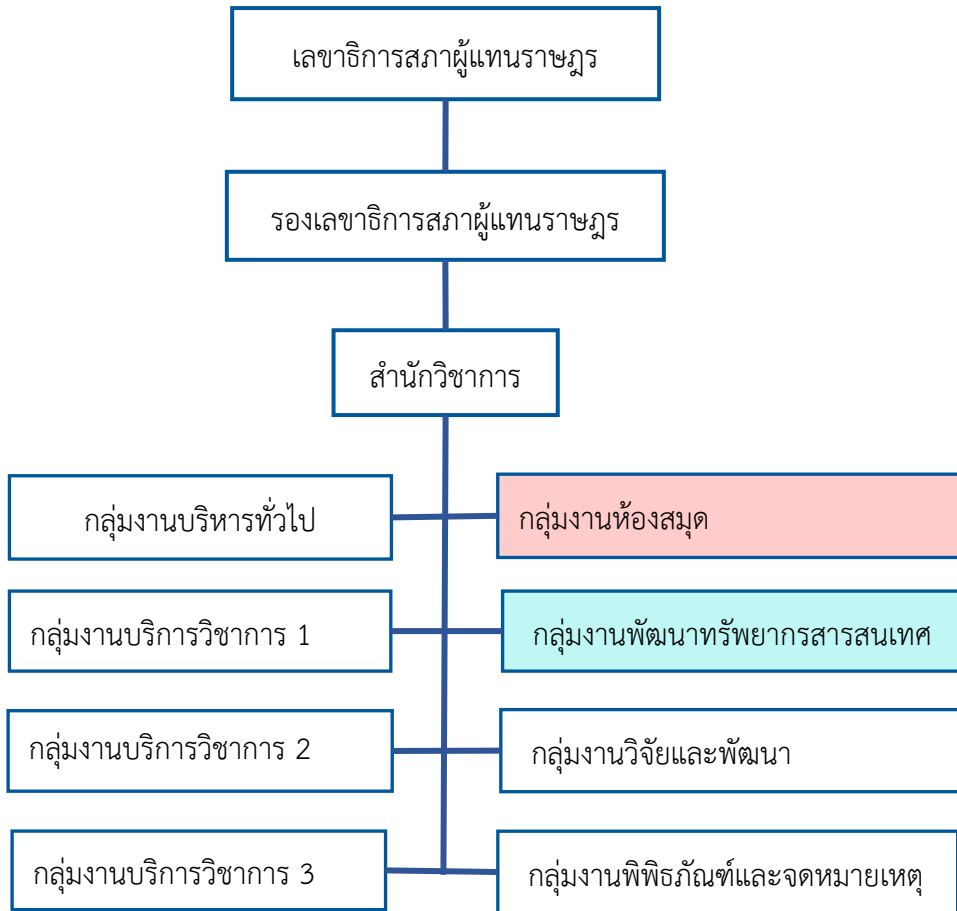 เลขาธิการสภาผู้แทนราษฎร
รองเลขาธิการสภาผู้แทนราษฎร
สำนักวิชาการ
กลุ่มงานบริหารทั่วไป
กลุ่มงานห้องสมุด
กลุ่มงานบริการวิชาการ 1
กลุ่มงานพัฒนาทรัพยากรสารสนเทศ
กลุ่มงานบริการวิชาการ 2
กลุ่มงานวิจัยและพัฒนา
กลุ่มงานบริการวิชาการ 3
กลุ่มงานพิพิธภัณฑ์และจดหมายเหตุ